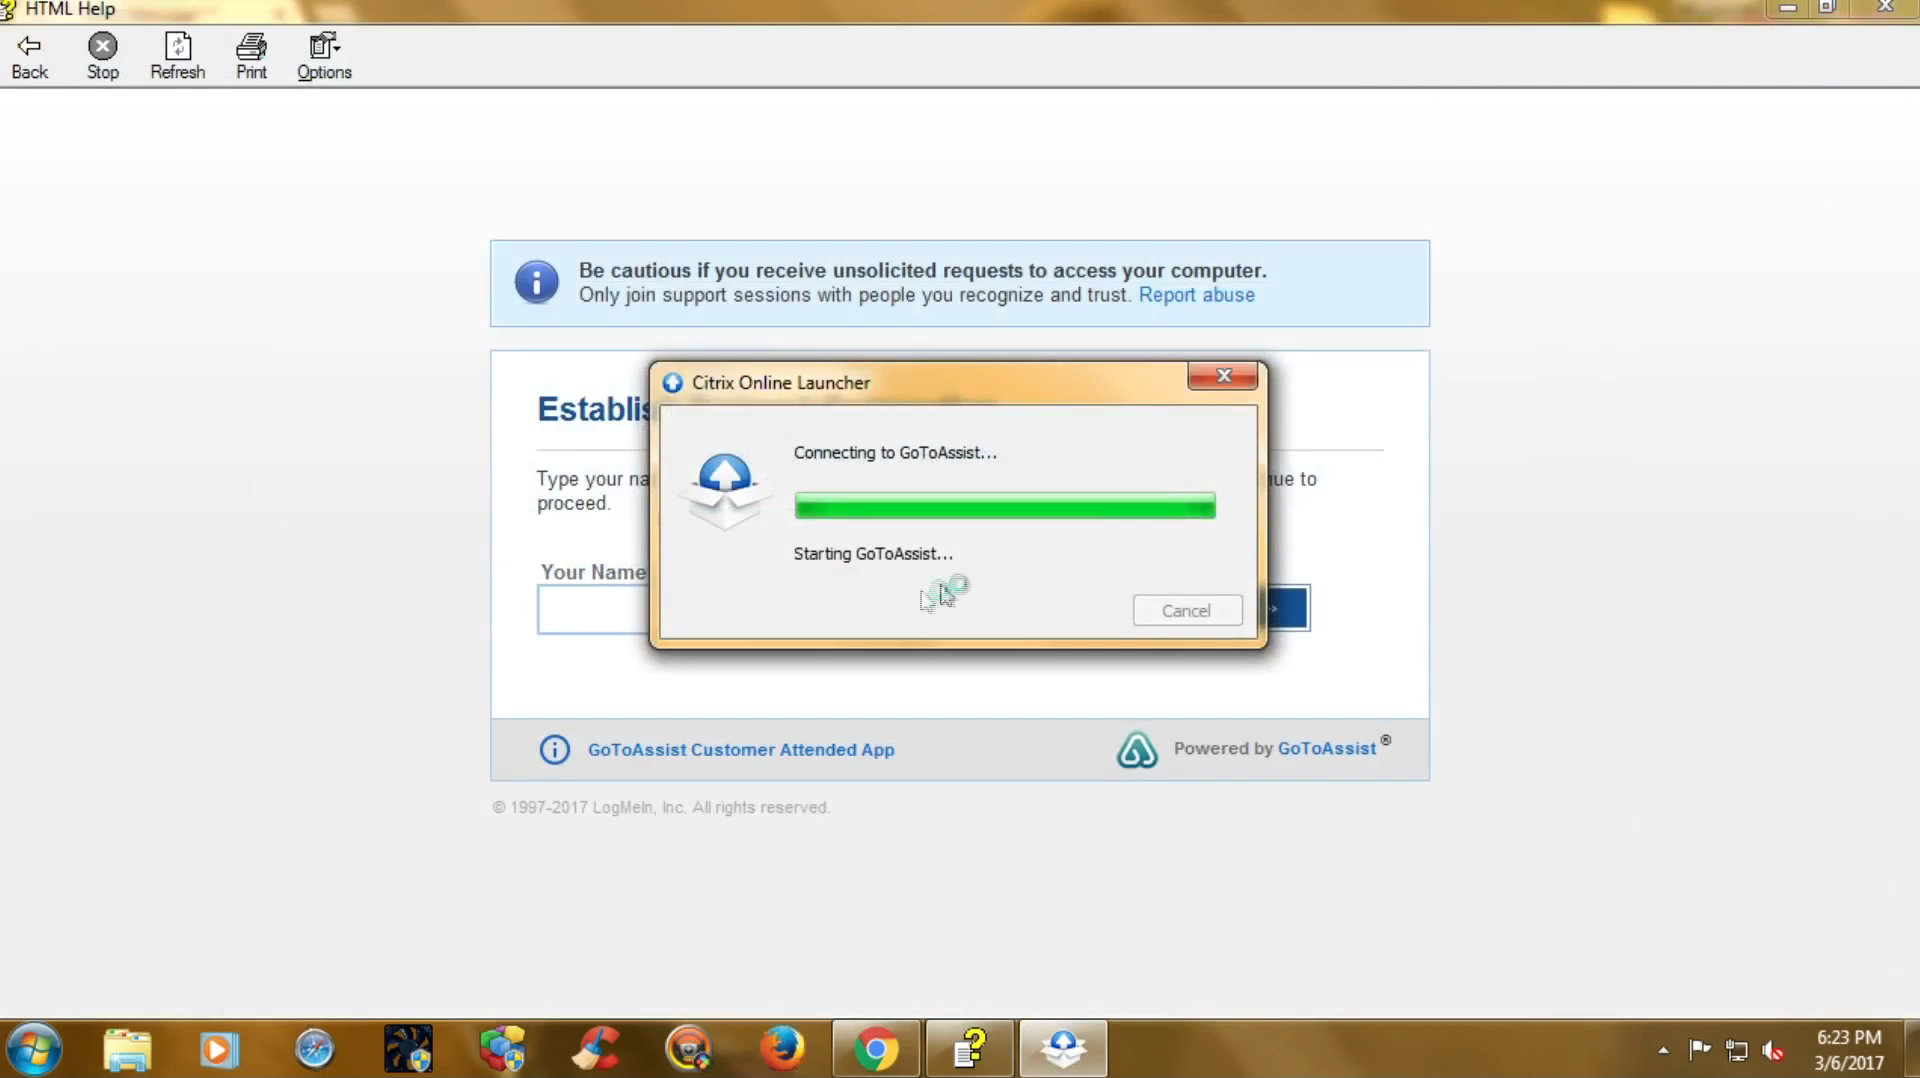 HTML Help
Back Stop Refresh Print Options
Be cautious if you receive unsolicited requests to access your computer.
Only join support sessions with people you recognize and trust. Report abuse
Citrix Online Launcher
Establis
Connecting to GoToAssist...
Type your na ue to
proceed.
Starting GoToAssist...
Your Name
Cancel
GoToAssist Customer Attended App
Powered by GoToAssist ®
© 1997-2017 LogMeIn, Inc. All rights reserved.
6:23 PM
3/6/2017